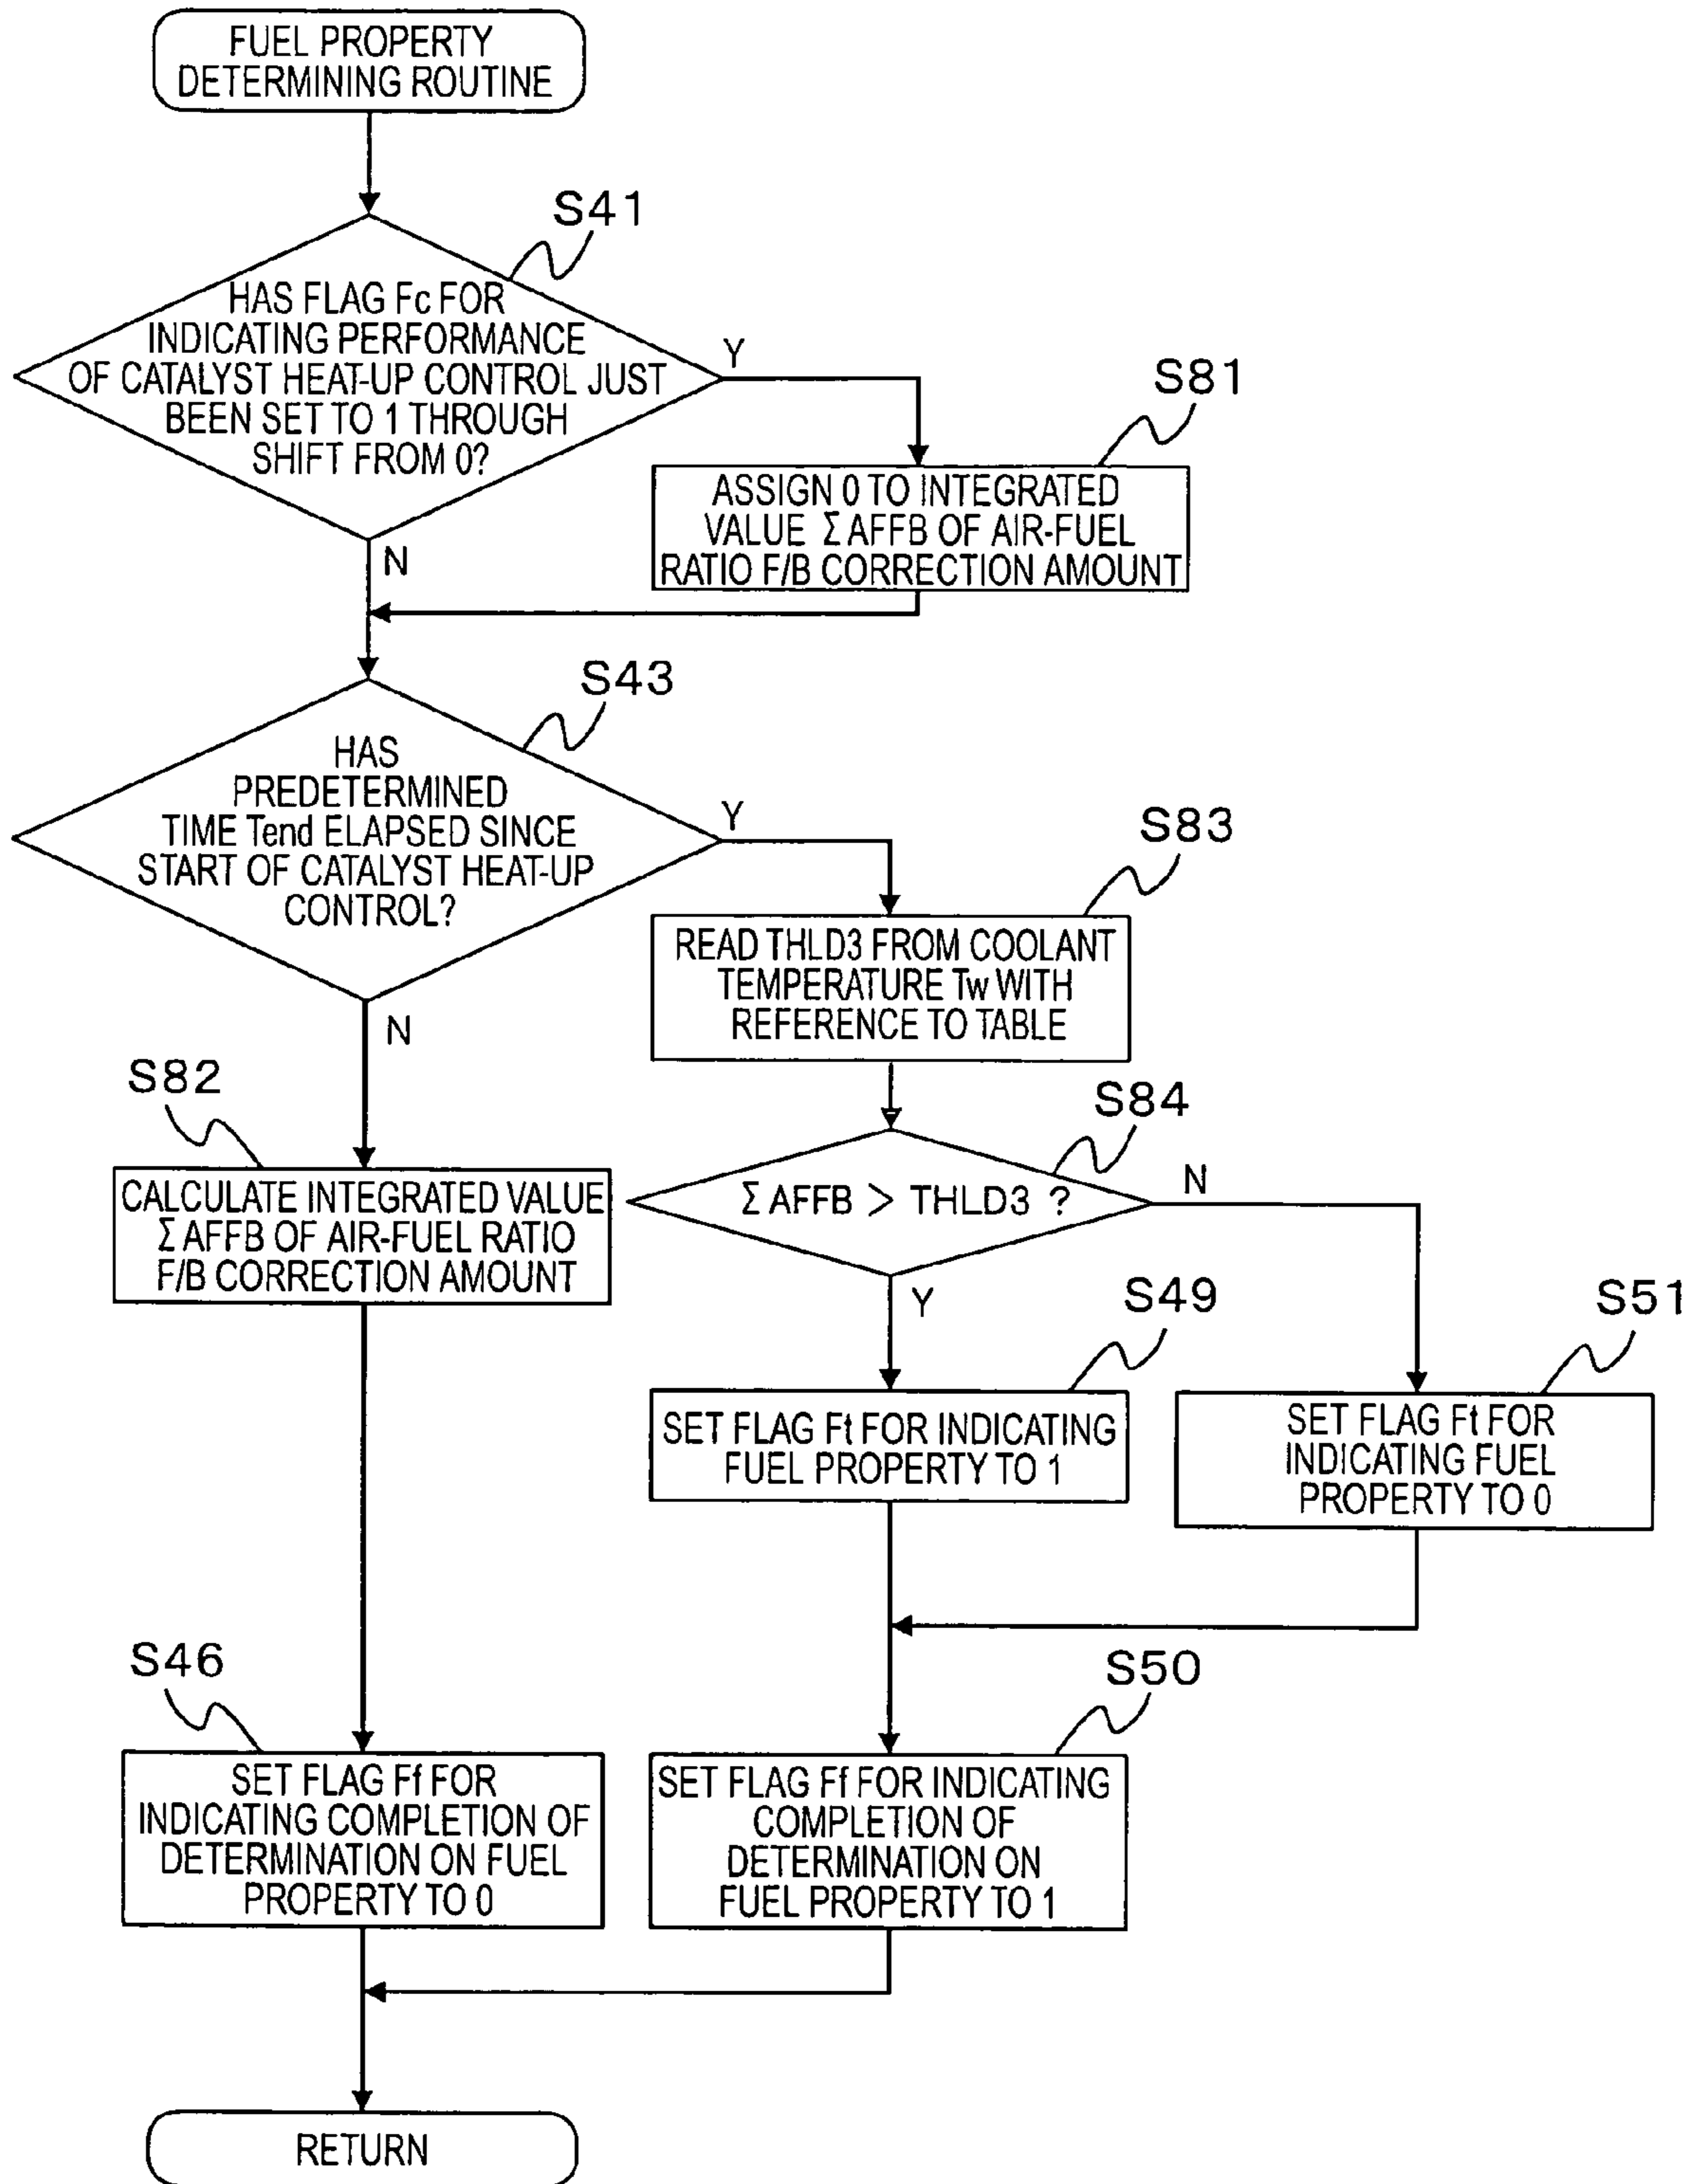 FUEL PROPERTY
DETERMINING ROUTINE
S41
HAS FLAG Fc FOR
INDICATING PERFORMANCE
OF CATALYST HEAT-UP CONTROL JUST
BEEN SET TO 1 THROUGH
SHIFT FROM 0?
Y
N
S81
ASSIGN 0 TO INTEGRATED
VALUE Σ AFFB OF AIR-FUEL
RATIO F/B CORRECTION AMOUNT
S43
HAS
PREDETERMINED
TIME Tend ELAPSED SINCE
START OF CATALYST HEAT-UP
CONTROL?
Y
N
S83
READ THLD3 FROM COOLANT
TEMPERATURE Tw WITH
REFERENCE TO TABLE
S82
CALCULATE INTEGRATED VALUE
Σ AFFB OF AIR-FUEL RATIO
F/B CORRECTION AMOUNT
S84
Σ AFFB > THLD3 ?
N
Y
S49
SET FLAG Ft FOR INDICATING
FUEL PROPERTY TO 1
S51
SET FLAG Ft FOR
INDICATING FUEL
PROPERTY TO 0
S46
SET FLAG Ff FOR
INDICATING COMPLETION OF
DETERMINATION ON FUEL
PROPERTY TO 0
S50
SET FLAG Ff FOR INDICATING
COMPLETION OF
DETERMINATION ON
FUEL PROPERTY TO 1
RETURN